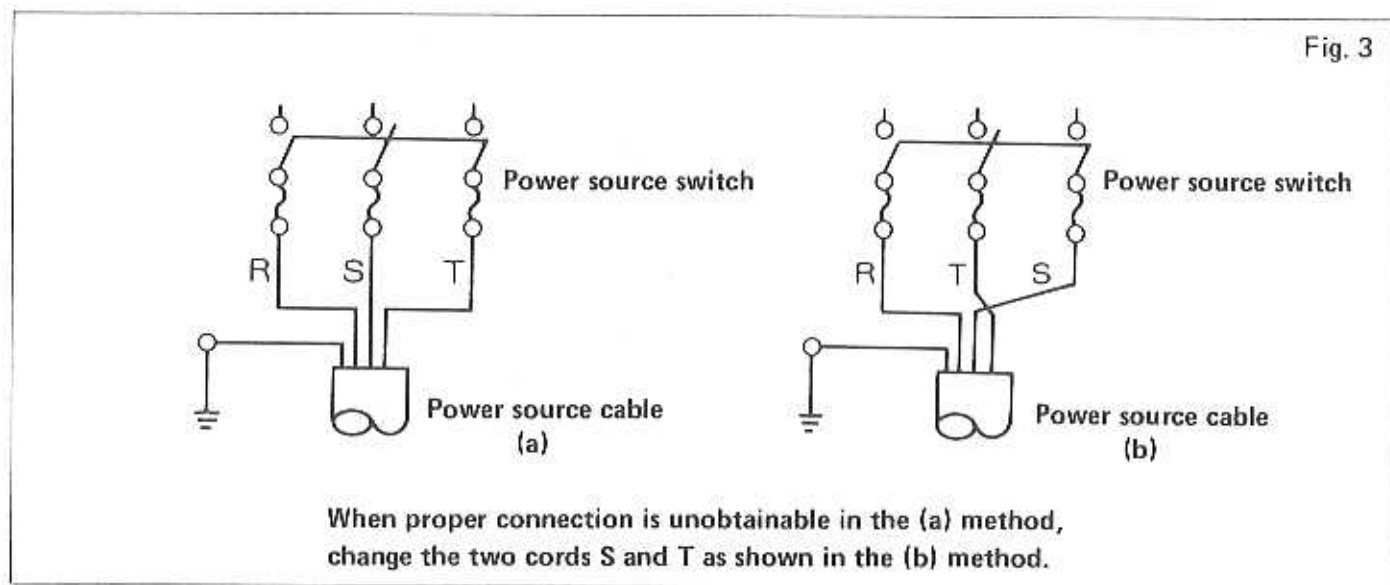 Fig. 3
Power source switch
R S T
Power source cable
(a)
Power source switch
R T S
Power source cable
(b)
When proper connection is unobtainable in the (a) method,
change the two cords S and T as shown in the (b) method.